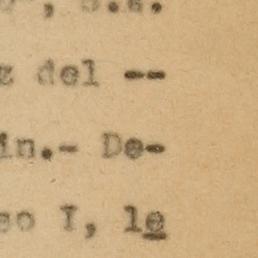 , S.a.
z del --
in.- De-
so I, le